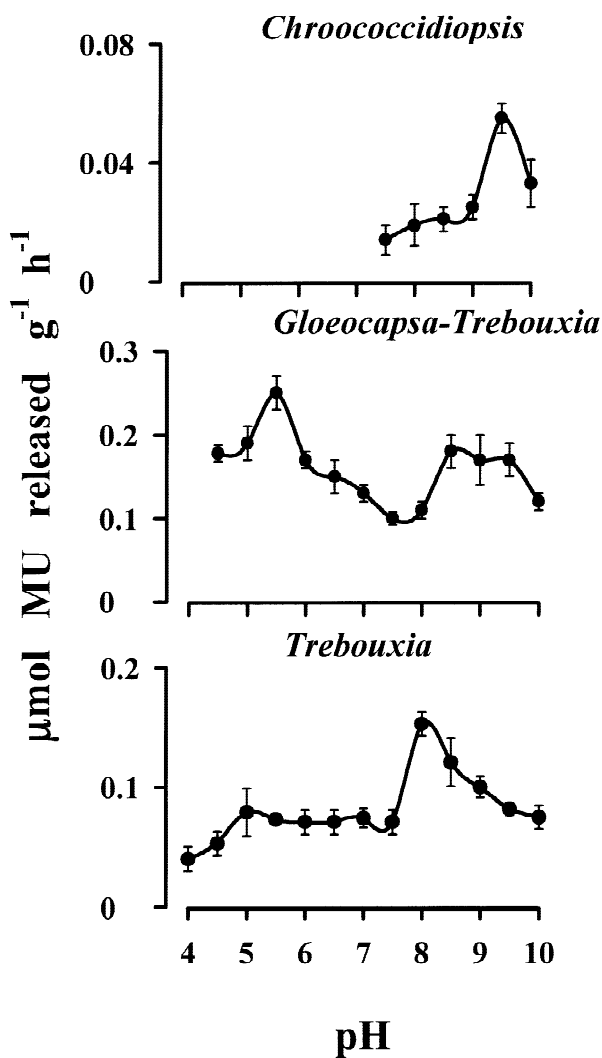 Chroococcidiopsis
0.08
0.04
0
Gloeocapsa-Trebouxia
0.3
0.2
0.1
0
Trebouxia
0.2
0.1
0
4 5 6 7 8 9 10
pH
µmol MU released g-1 h-1